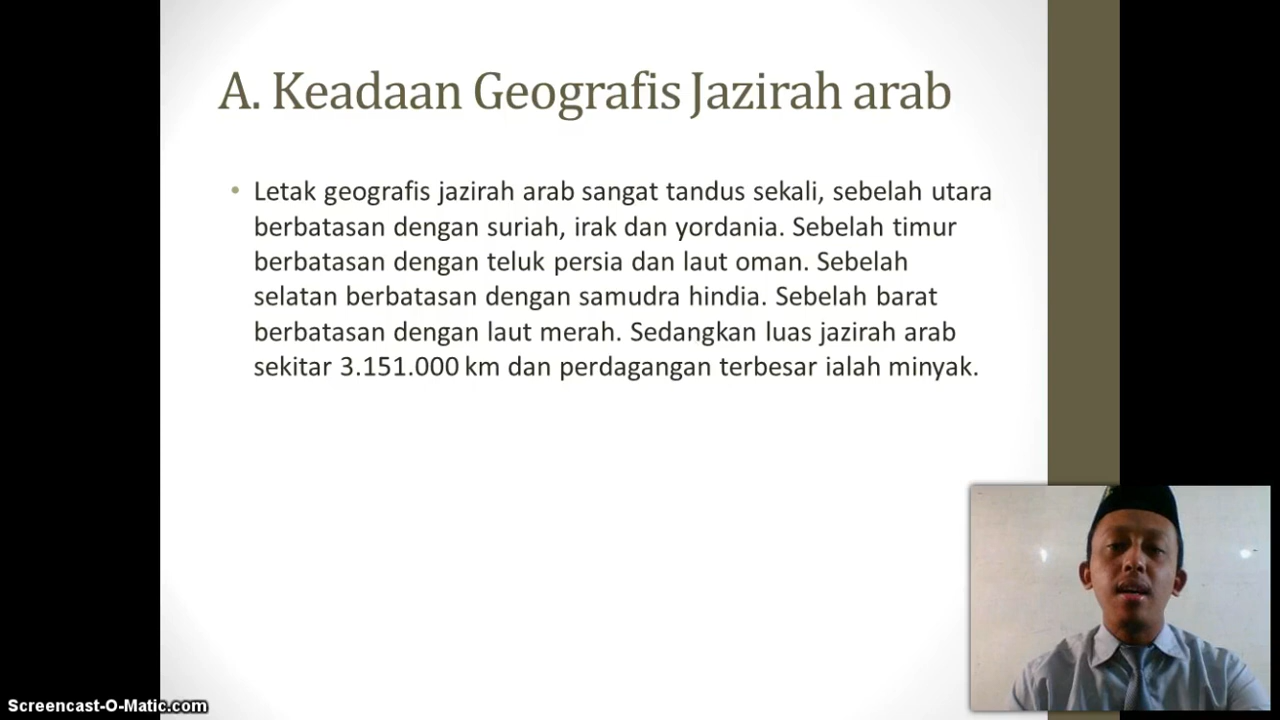 A. Keadaan Geografis Jazirah arab
• Letak geografis jazirah arab sangat tandus sekali, sebelah utara
berbatasan dengan suriah, irak dan yordania. Sebelah timur
berbatasan dengan teluk persia dan laut oman. Sebelah
selatan berbatasan dengan samudra hindia. Sebelah barat
berbatasan dengan laut merah. Sedangkan luas jazirah arab
sekitar 3.151.000 km dan perdagangan terbesar ialah minyak.
Screencast-O-Matic.com